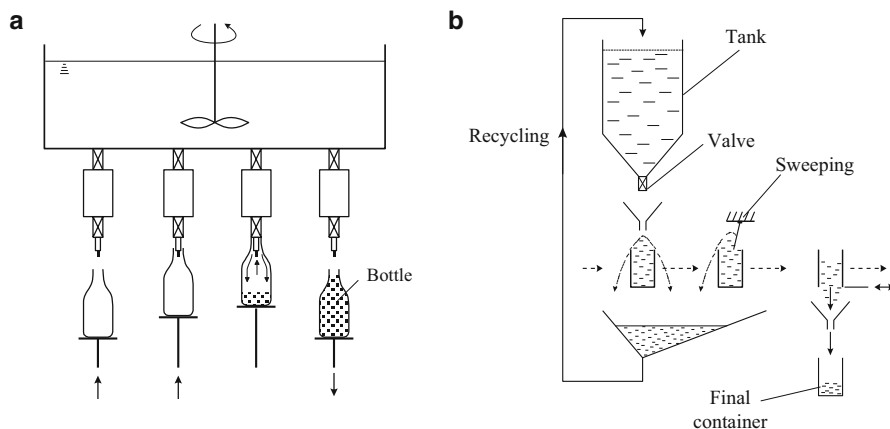 a
Bottle
b
Tank
Recycling
Valve
Sweeping
Final
container